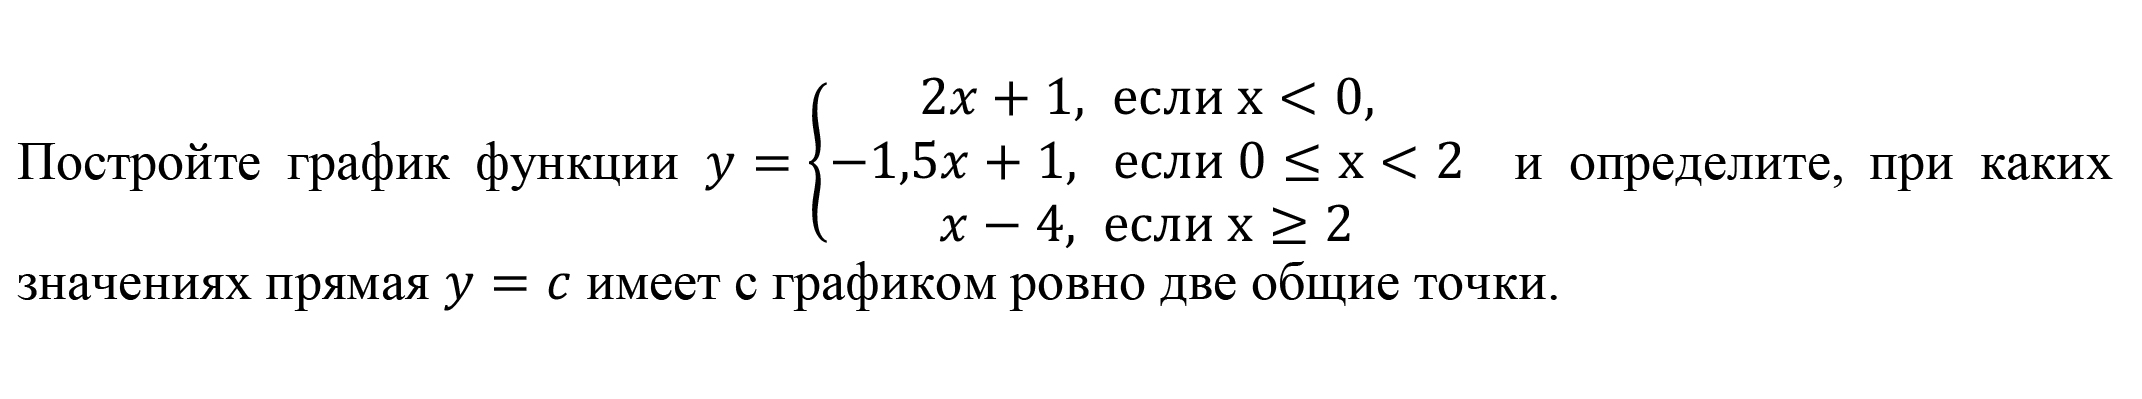 2x + 1, если x < 0,
Постройте график функции y = { −1,5x + 1, если 0 ≤ x < 2 и определите, при каких
x − 4, если x ≥ 2
значениях прямая y = c имеет с графиком ровно две общие точки.